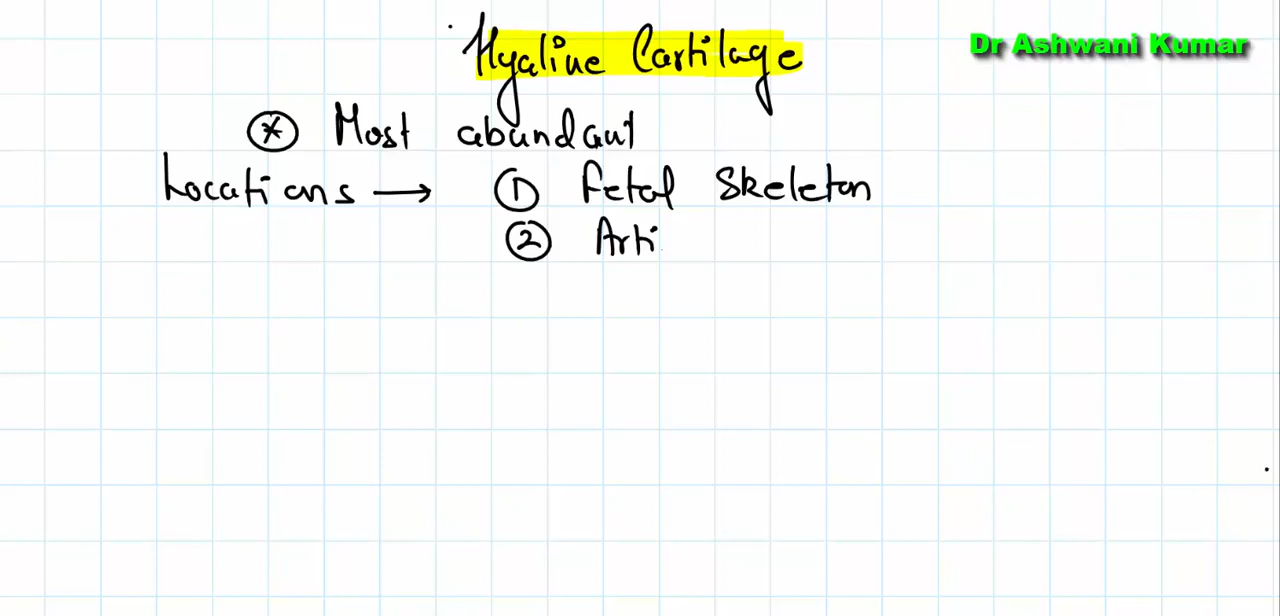 Hyaline Cartilage
Dr Ashwani Kumar
* Most abundant
Locations → ① Fetal Skeleton
② Arti